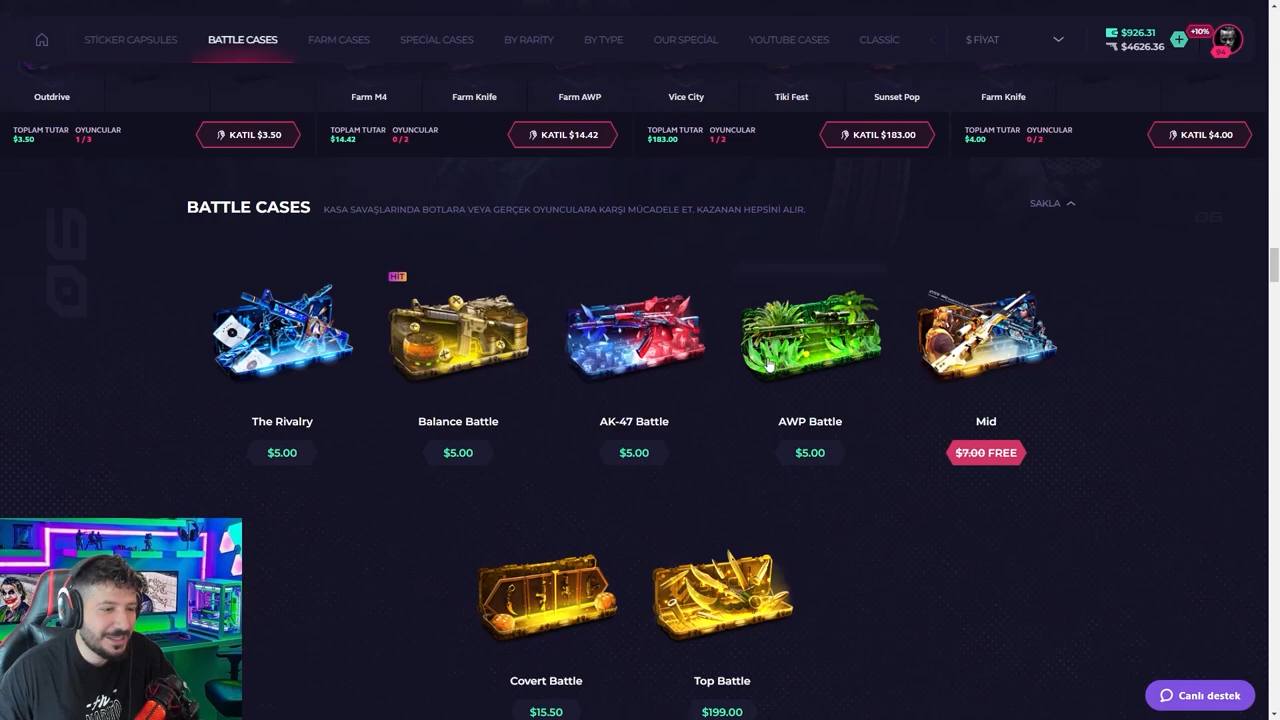 STICKER CAPSULES BATTLE CASES FARM CASES SPECIAL CASES BY RARITY BY TYPE OUR SPECIAL YOUTUBE CASES CLASSIC $ FİYAT
$926.31
$4626.36
+10%
94
Outdrive Farm M4 Farm Knife Farm AWP Vice City Tiki Fest Sunset Pop Farm Knife
TOPLAM TUTAR OYUNCULAR
$3.50 1 / 3
KATIL $3.50
TOPLAM TUTAR OYUNCULAR
$14.42 0 / 2
KATIL $14.42
TOPLAM TUTAR OYUNCULAR
$183.00 1 / 2
KATIL $183.00
TOPLAM TUTAR OYUNCULAR
$4.00 0 / 2
KATIL $4.00
06
BATTLE CASES KASA SAVAŞLARINDA BOTLARA VEYA GERÇEK OYUNCULARA KARŞI MÜCADELE ET. KAZANAN HEPSİNİ ALIR. SAKLA
06
HIT
The Rivalry Balance Battle AK-47 Battle AWP Battle Mid
$5.00 $5.00 $5.00 $5.00 $7.00 FREE
Covert Battle Top Battle
$15.50 $199.00
Canlı destek